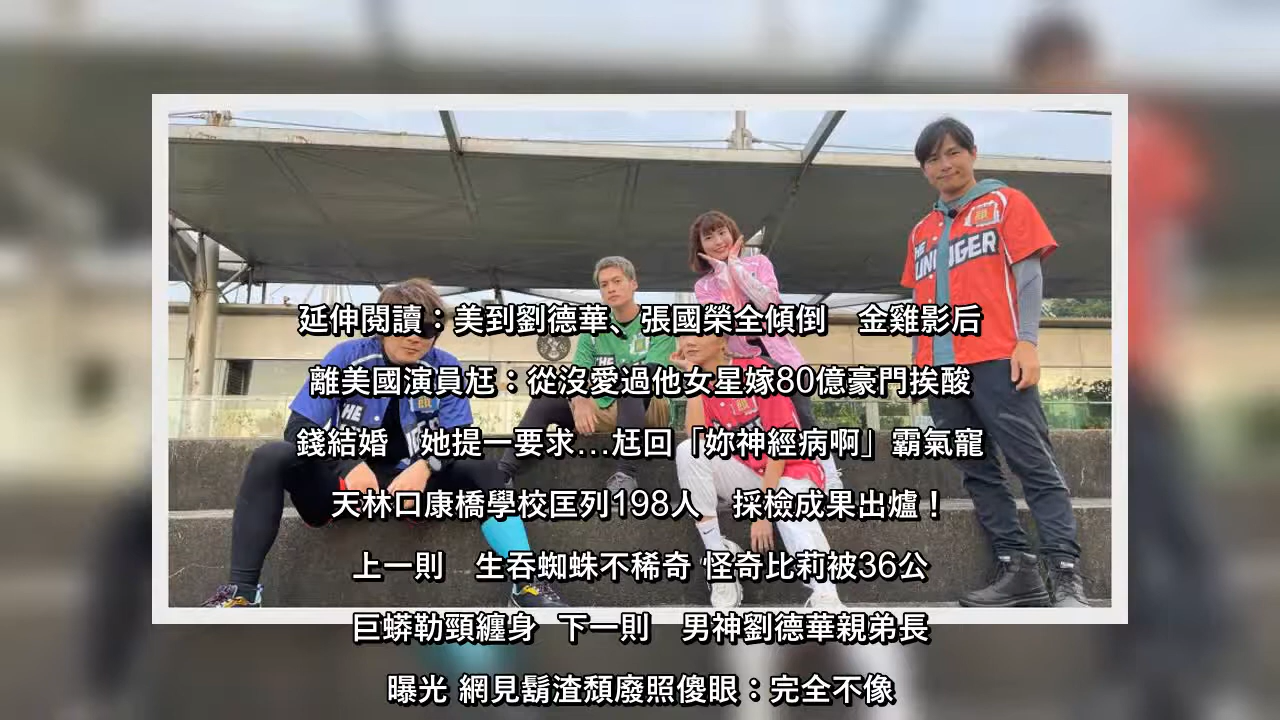 延伸閱讀：美到劉德華、張國榮全傾倒　金雞影后
離美國演員尪：從沒愛過他女星嫁80億豪門挨酸
錢結婚　她提一要求…尪回「妳神經病啊」霸氣寵
天林口康橋學校匡列198人　採檢成果出爐！
上一則　生吞蜘蛛不稀奇 怪奇比莉被36公
巨蟒勒頸纏身　下一則　男神劉德華親弟長
曝光 網見鬍渣頹廢照傻眼：完全不像
THE
THE
THE